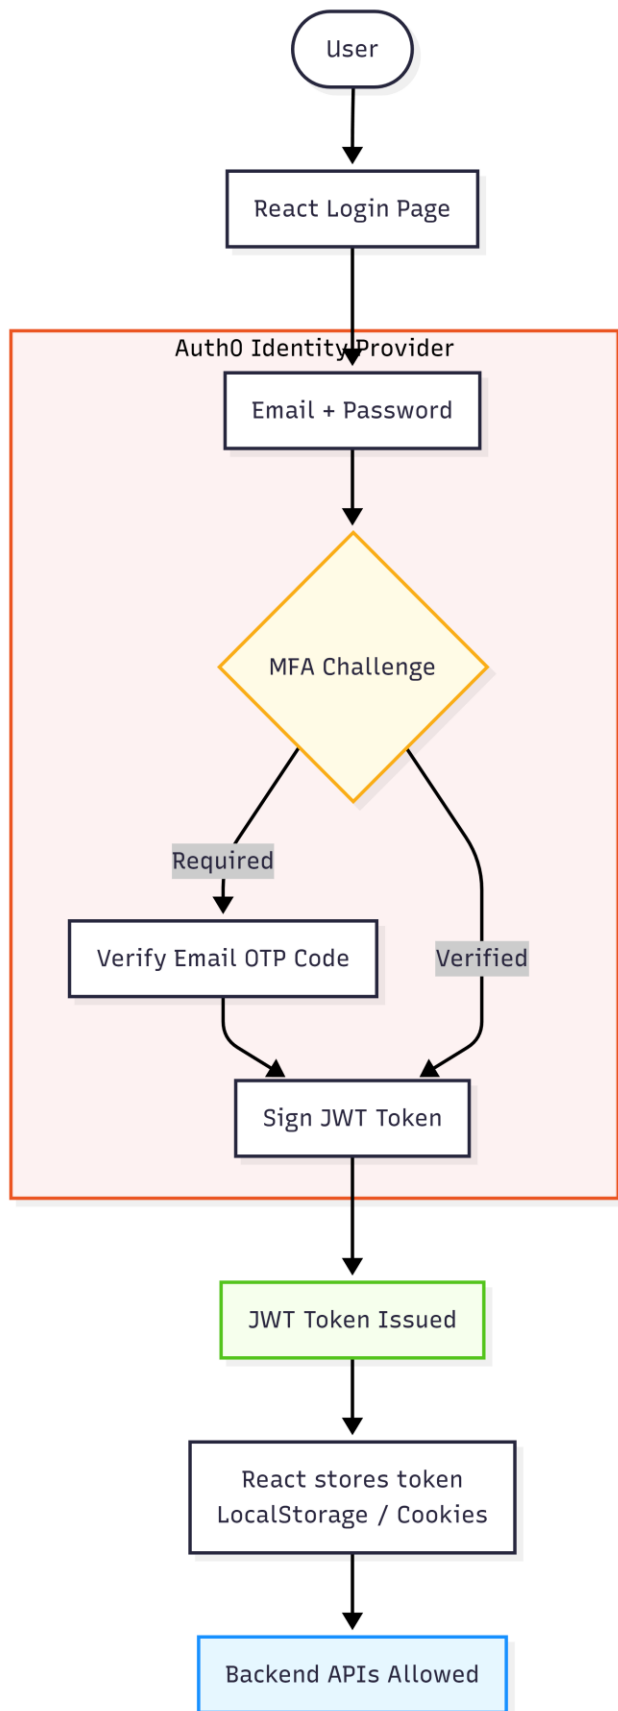 User
React Login Page
Auth0 Identity Provider
Email + Password
MFA Challenge
Required
Verify Email OTP Code
Verified
Sign JWT Token
JWT Token Issued
React stores token
LocalStorage / Cookies
Backend APIs Allowed